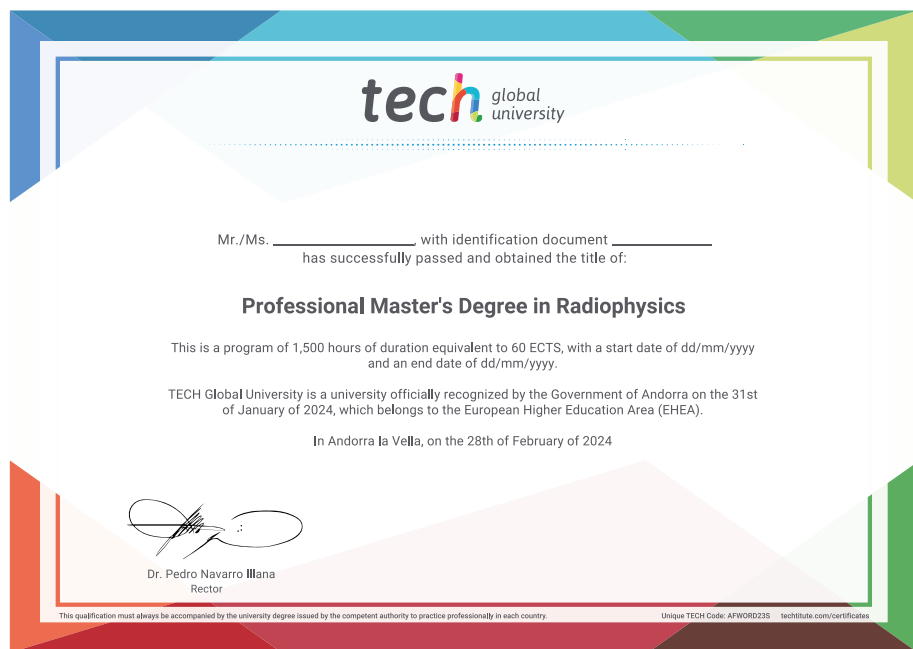 tech global university
Mr./Ms. ____________, with identification document ____________
has successfully passed and obtained the title of:
Professional Master's Degree in Radiophysics
This is a program of 1,500 hours of duration equivalent to 60 ECTS, with a start date of dd/mm/yyyy
and an end date of dd/mm/yyyy.
TECH Global University is a university officially recognized by the Government of Andorra on the 31st
of January of 2024, which belongs to the European Higher Education Area (EHEA).
In Andorra la Vella, on the 28th of February of 2024
Dr. Pedro Navarro Illana
Rector
This qualification must always be accompanied by the university degree issued by the competent authority to practice professionally in each country.
Unique TECH Code: AFWORD23S techtitute.com/certificates